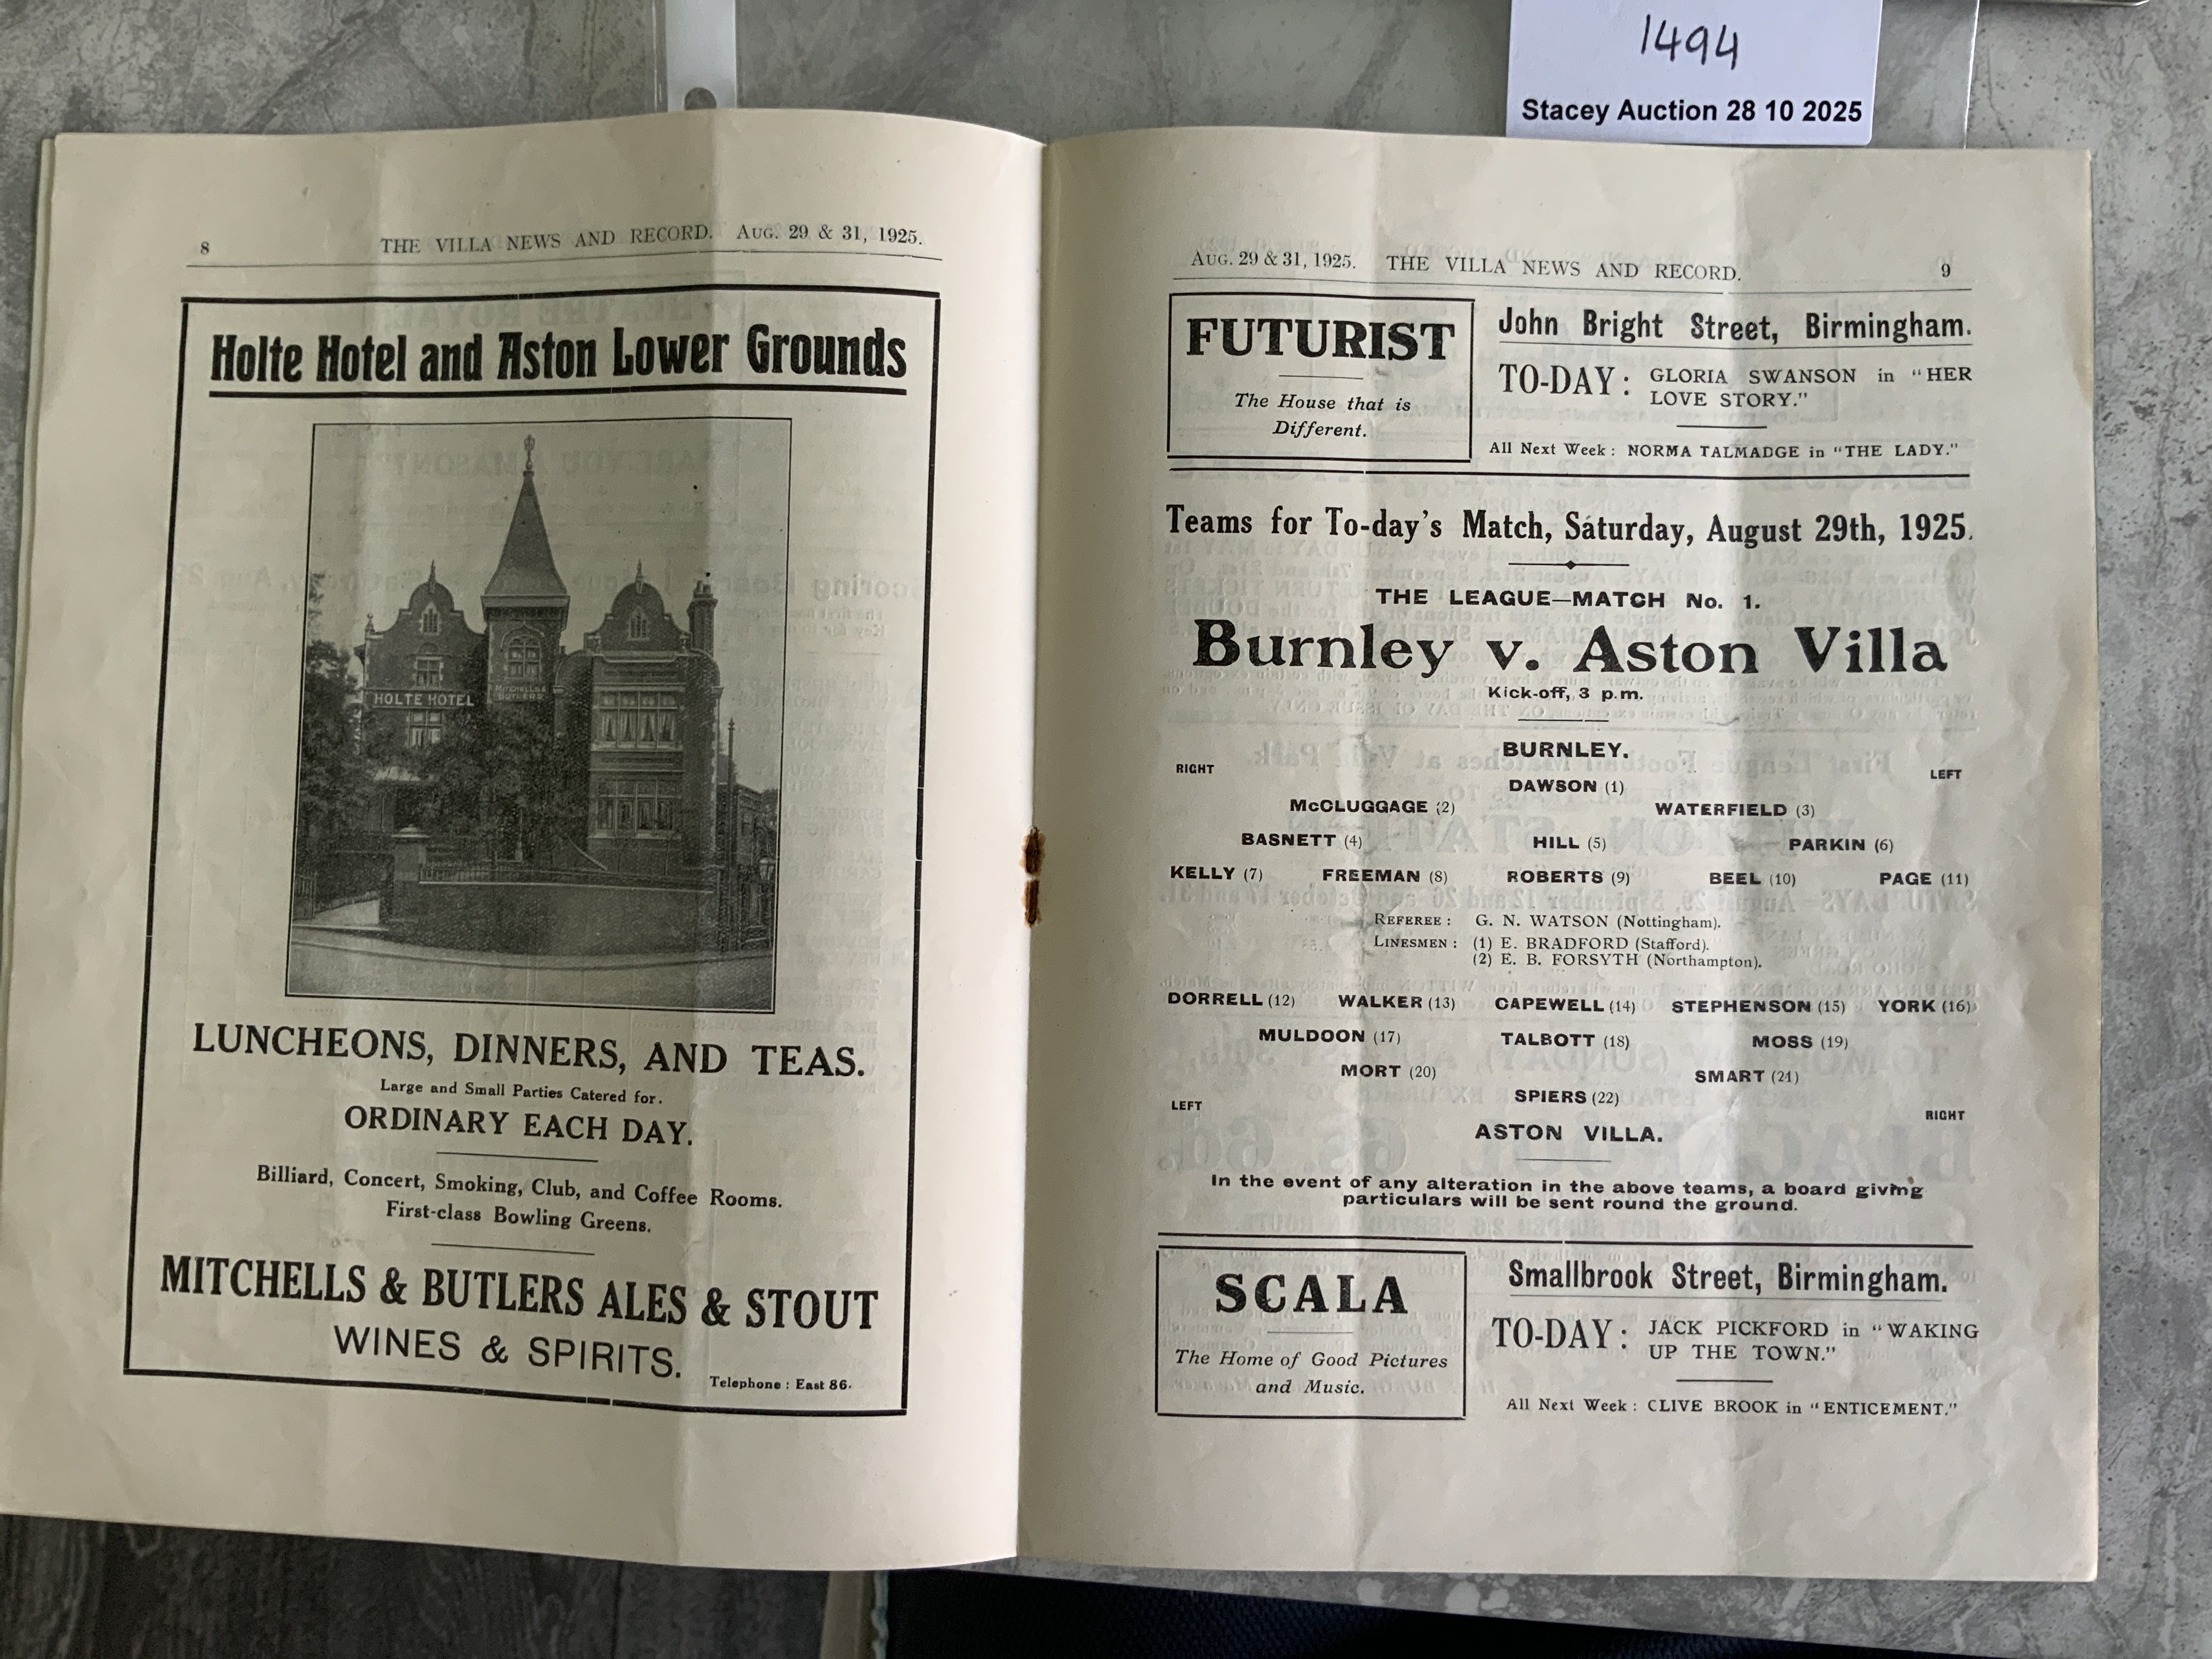 1494
Stacey Auction 28 10 2025
8
THE VILLA NEWS AND RECORD. AUG. 29 & 31, 1925.
Holte Hotel and Aston Lower Grounds
HOLTE HOTEL
MITCHELLS &
BUTLERS
LUNCHEONS, DINNERS, AND TEAS.
Large and Small Parties Catered for.
ORDINARY EACH DAY.
Billiard, Concert, Smoking, Club, and Coffee Rooms.
First-class Bowling Greens.
MITCHELLS & BUTLERS ALES & STOUT
WINES & SPIRITS.
Telephone : East 86.
AUG. 29 & 31, 1925. THE VILLA NEWS AND RECORD. 9
FUTURIST
The House that is
Different.
John Bright Street, Birmingham.
TO-DAY: GLORIA SWANSON in "HER
LOVE STORY."
All Next Week : NORMA TALMADGE in "THE LADY."
Teams for To-day's Match, Saturday, August 29th, 1925.
THE LEAGUE—MATCH No. 1.
Burnley v. Aston Villa
Kick-off, 3 p.m.
BURNLEY.
RIGHT LEFT
DAWSON (1)
McCLUGGAGE (2) WATERFIELD (3)
BASNETT (4) HILL (5) PARKIN (6)
KELLY (7) FREEMAN (8) ROBERTS (9) BEEL (10) PAGE (11)
REFEREE : G. N. WATSON (Nottingham).
LINESMEN : (1) E. BRADFORD (Stafford).
(2) E. B. FORSYTH (Northampton).
DORRELL (12) WALKER (13) CAPEWELL (14) STEPHENSON (15) YORK (16)
MULDOON (17) TALBOTT (18) MOSS (19)
MORT (20) SMART (21)
SPIERS (22)
LEFT RIGHT
ASTON VILLA.
In the event of any alteration in the above teams, a board giving
particulars will be sent round the ground.
SCALA
The Home of Good Pictures
and Music.
Smallbrook Street, Birmingham.
TO-DAY: JACK PICKFORD in "WAKING
UP THE TOWN."
All Next Week : CLIVE BROOK in "ENTICEMENT."